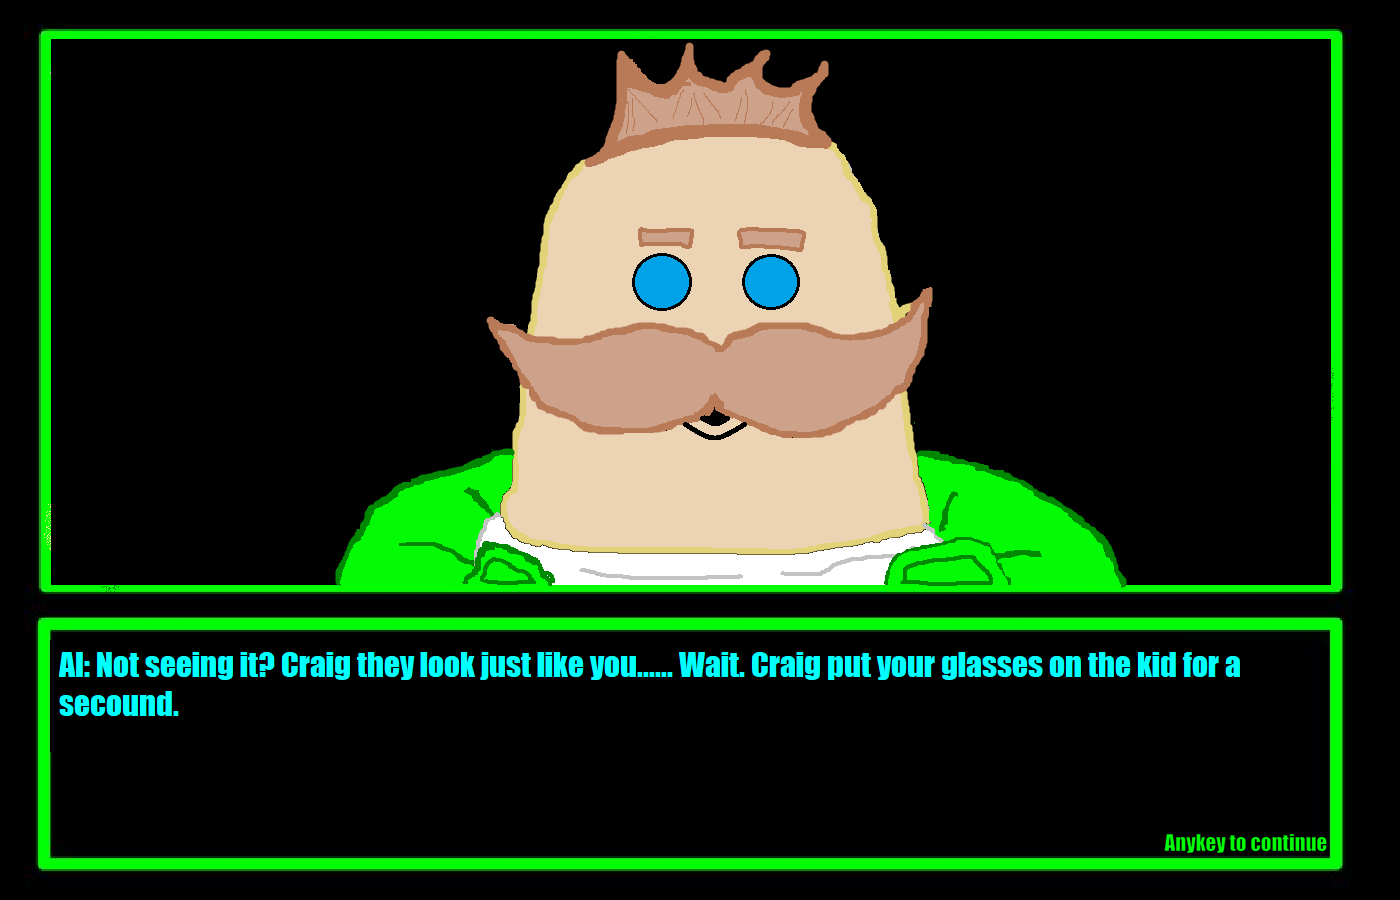 AI: Not seeing it? Craig they look just like you...... Wait. Craig put your glasses on the kid for a
secound.
Anykey to continue